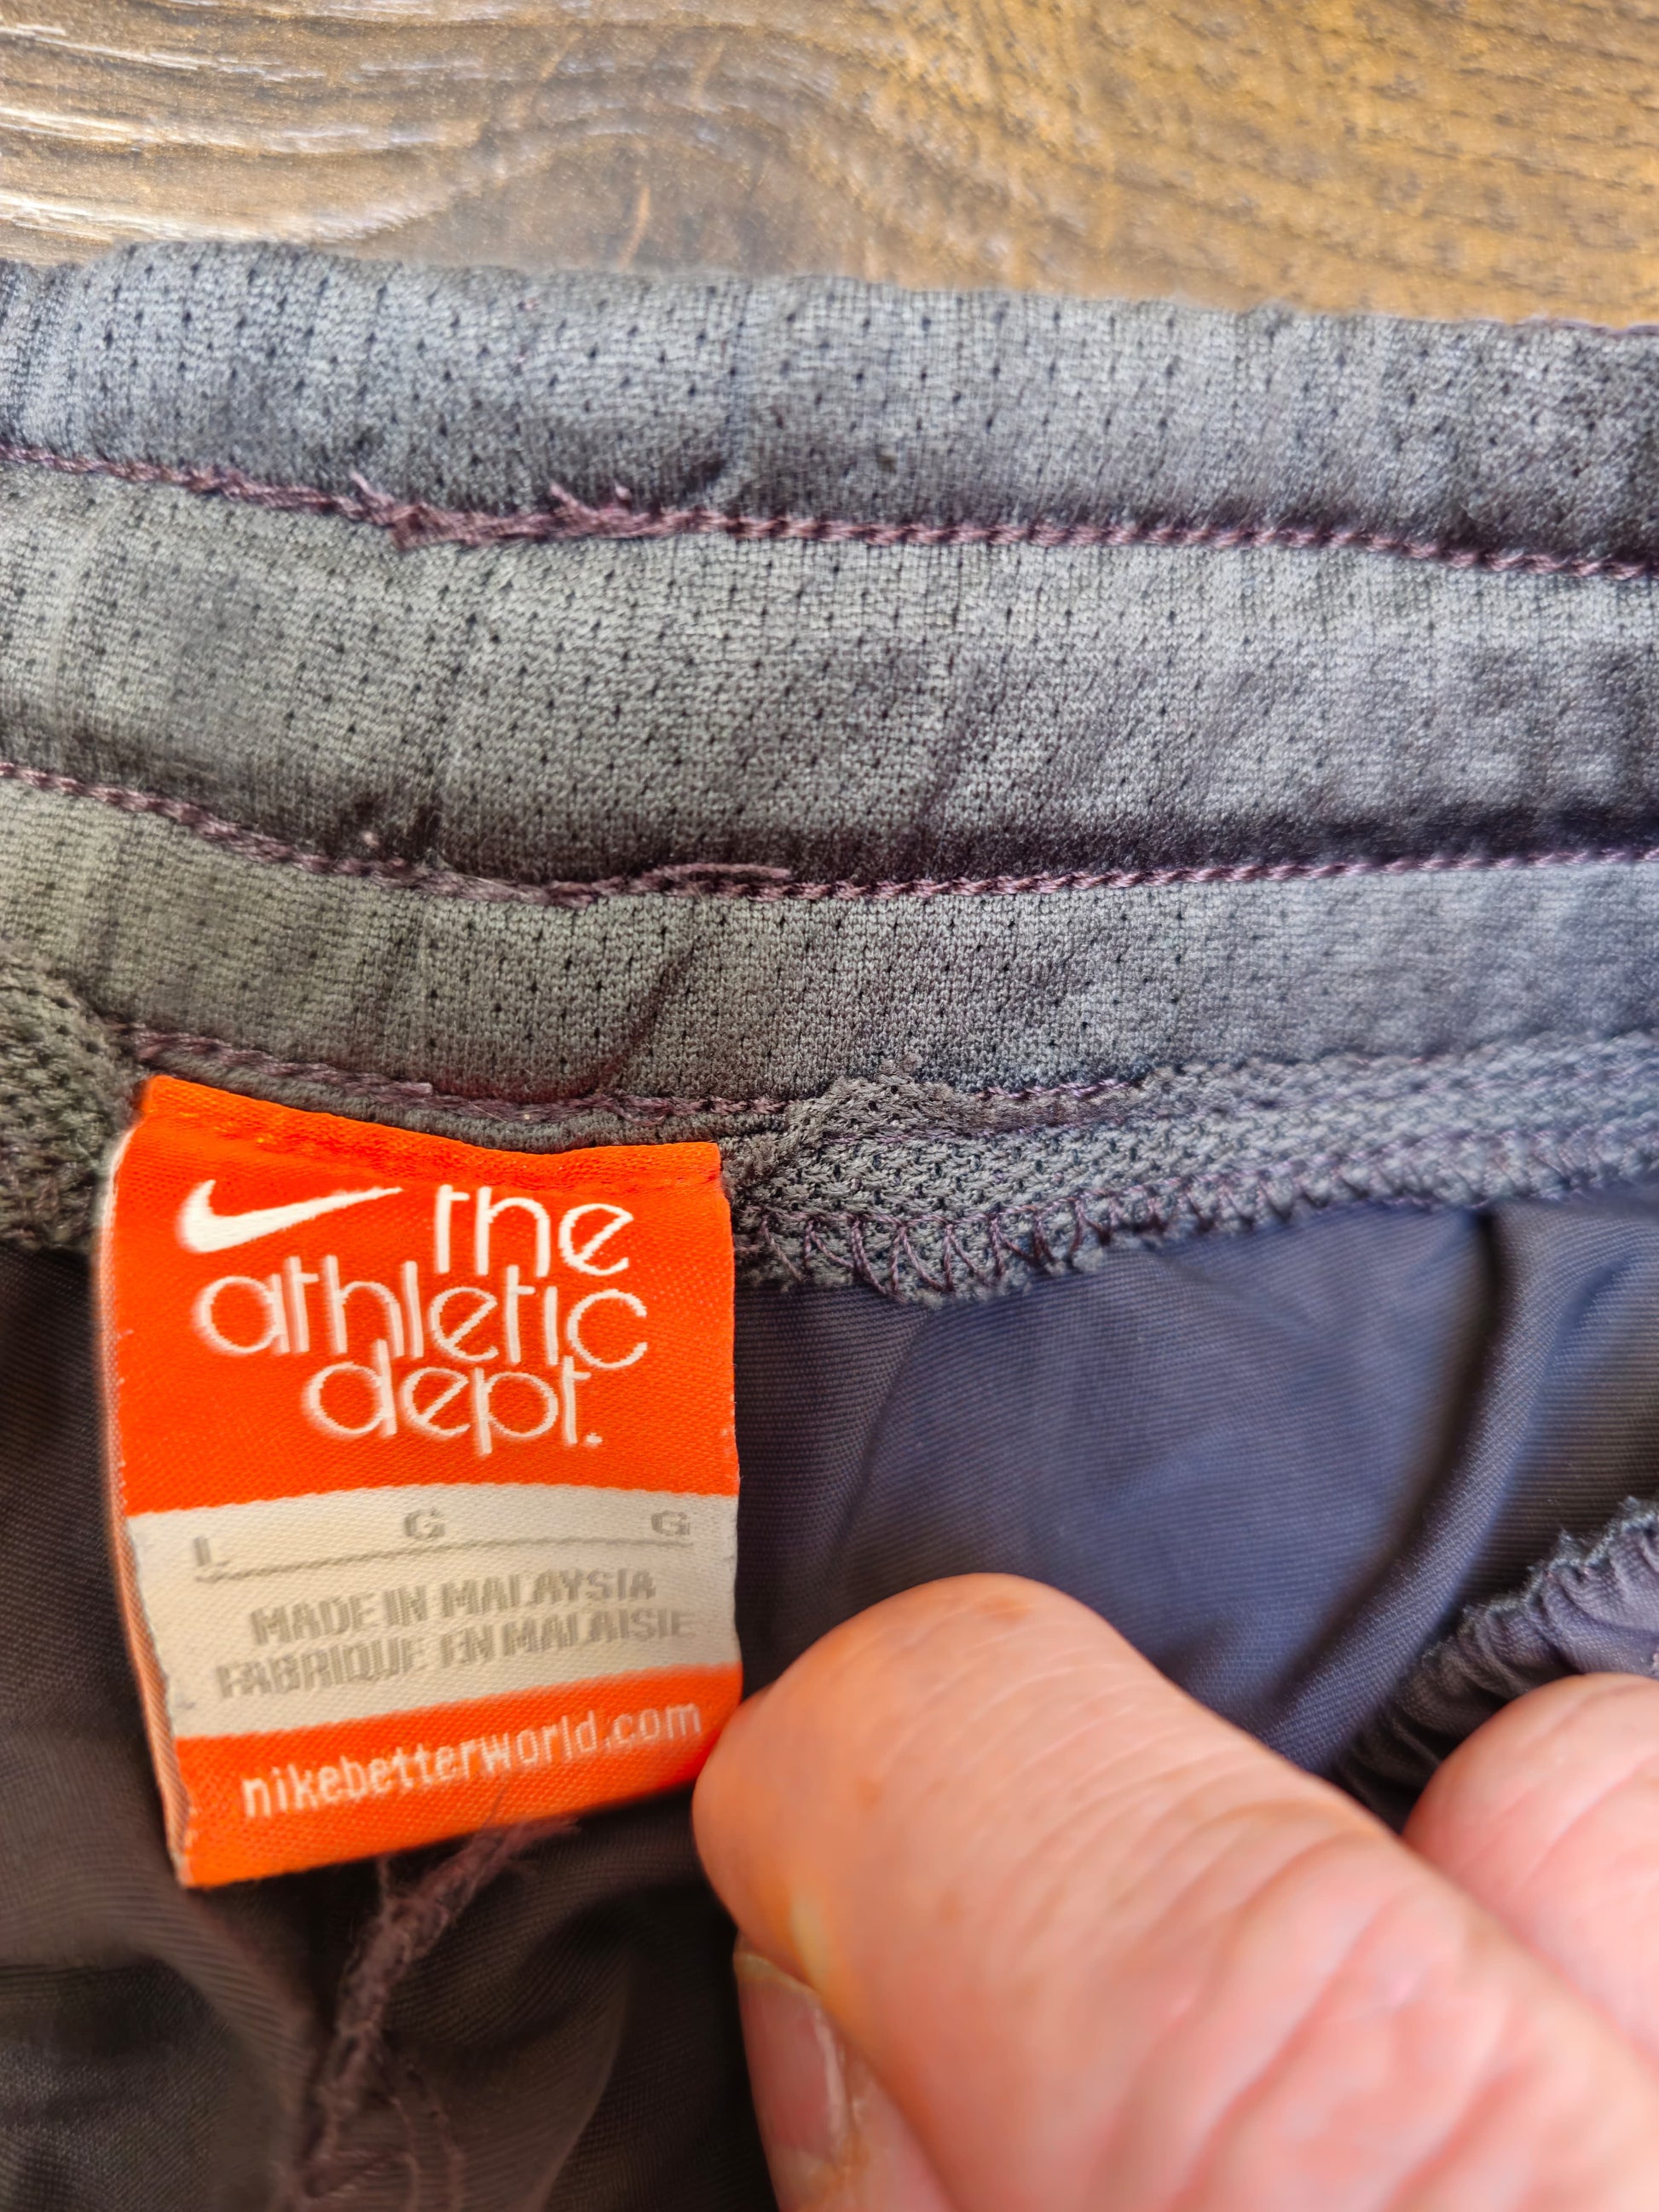 the
athletic
dept.
L G G
MADE IN MALAYSIA
FABRIQUE EN MALAISIE
nikebetterworld.com